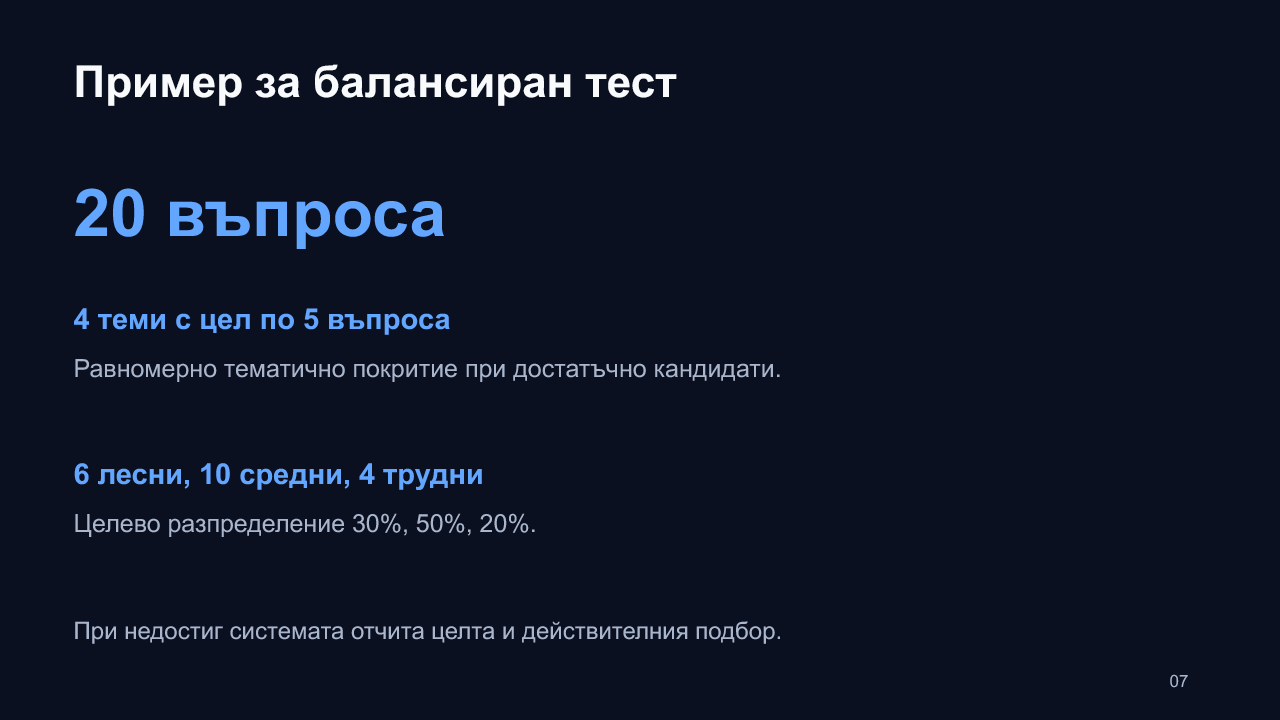 Пример за балансиран тест
20 въпроса
4 теми с цел по 5 въпроса
Равномерно тематично покритие при достатъчно кандидати.
6 лесни, 10 средни, 4 трудни
Целево разпределение 30%, 50%, 20%.
При недостиг системата отчита целта и действителния подбор.
07